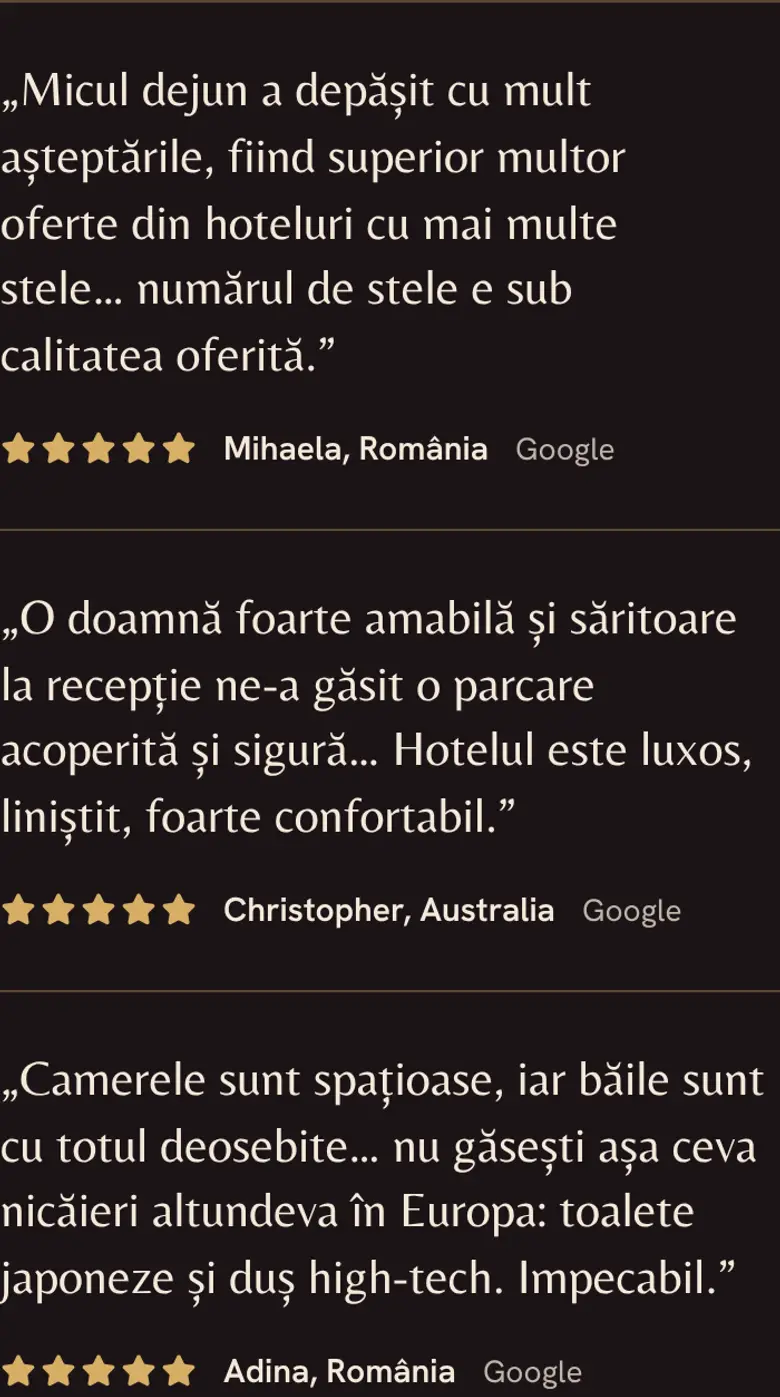 „Micul dejun a depășit cu mult
așteptările, fiind superior multor
oferte din hoteluri cu mai multe
stele… numărul de stele e sub
calitatea oferită.”
Mihaela, România Google
„O doamnă foarte amabilă și săritoare
la recepție ne-a găsit o parcare
acoperită și sigură… Hotelul este luxos,
liniștit, foarte confortabil.”
Christopher, Australia Google
„Camerele sunt spațioase, iar băile sunt
cu totul deosebite… nu găsești așa ceva
nicăieri altundeva în Europa: toalete
japoneze și duș high-tech. Impecabil.”
Adina, România Google